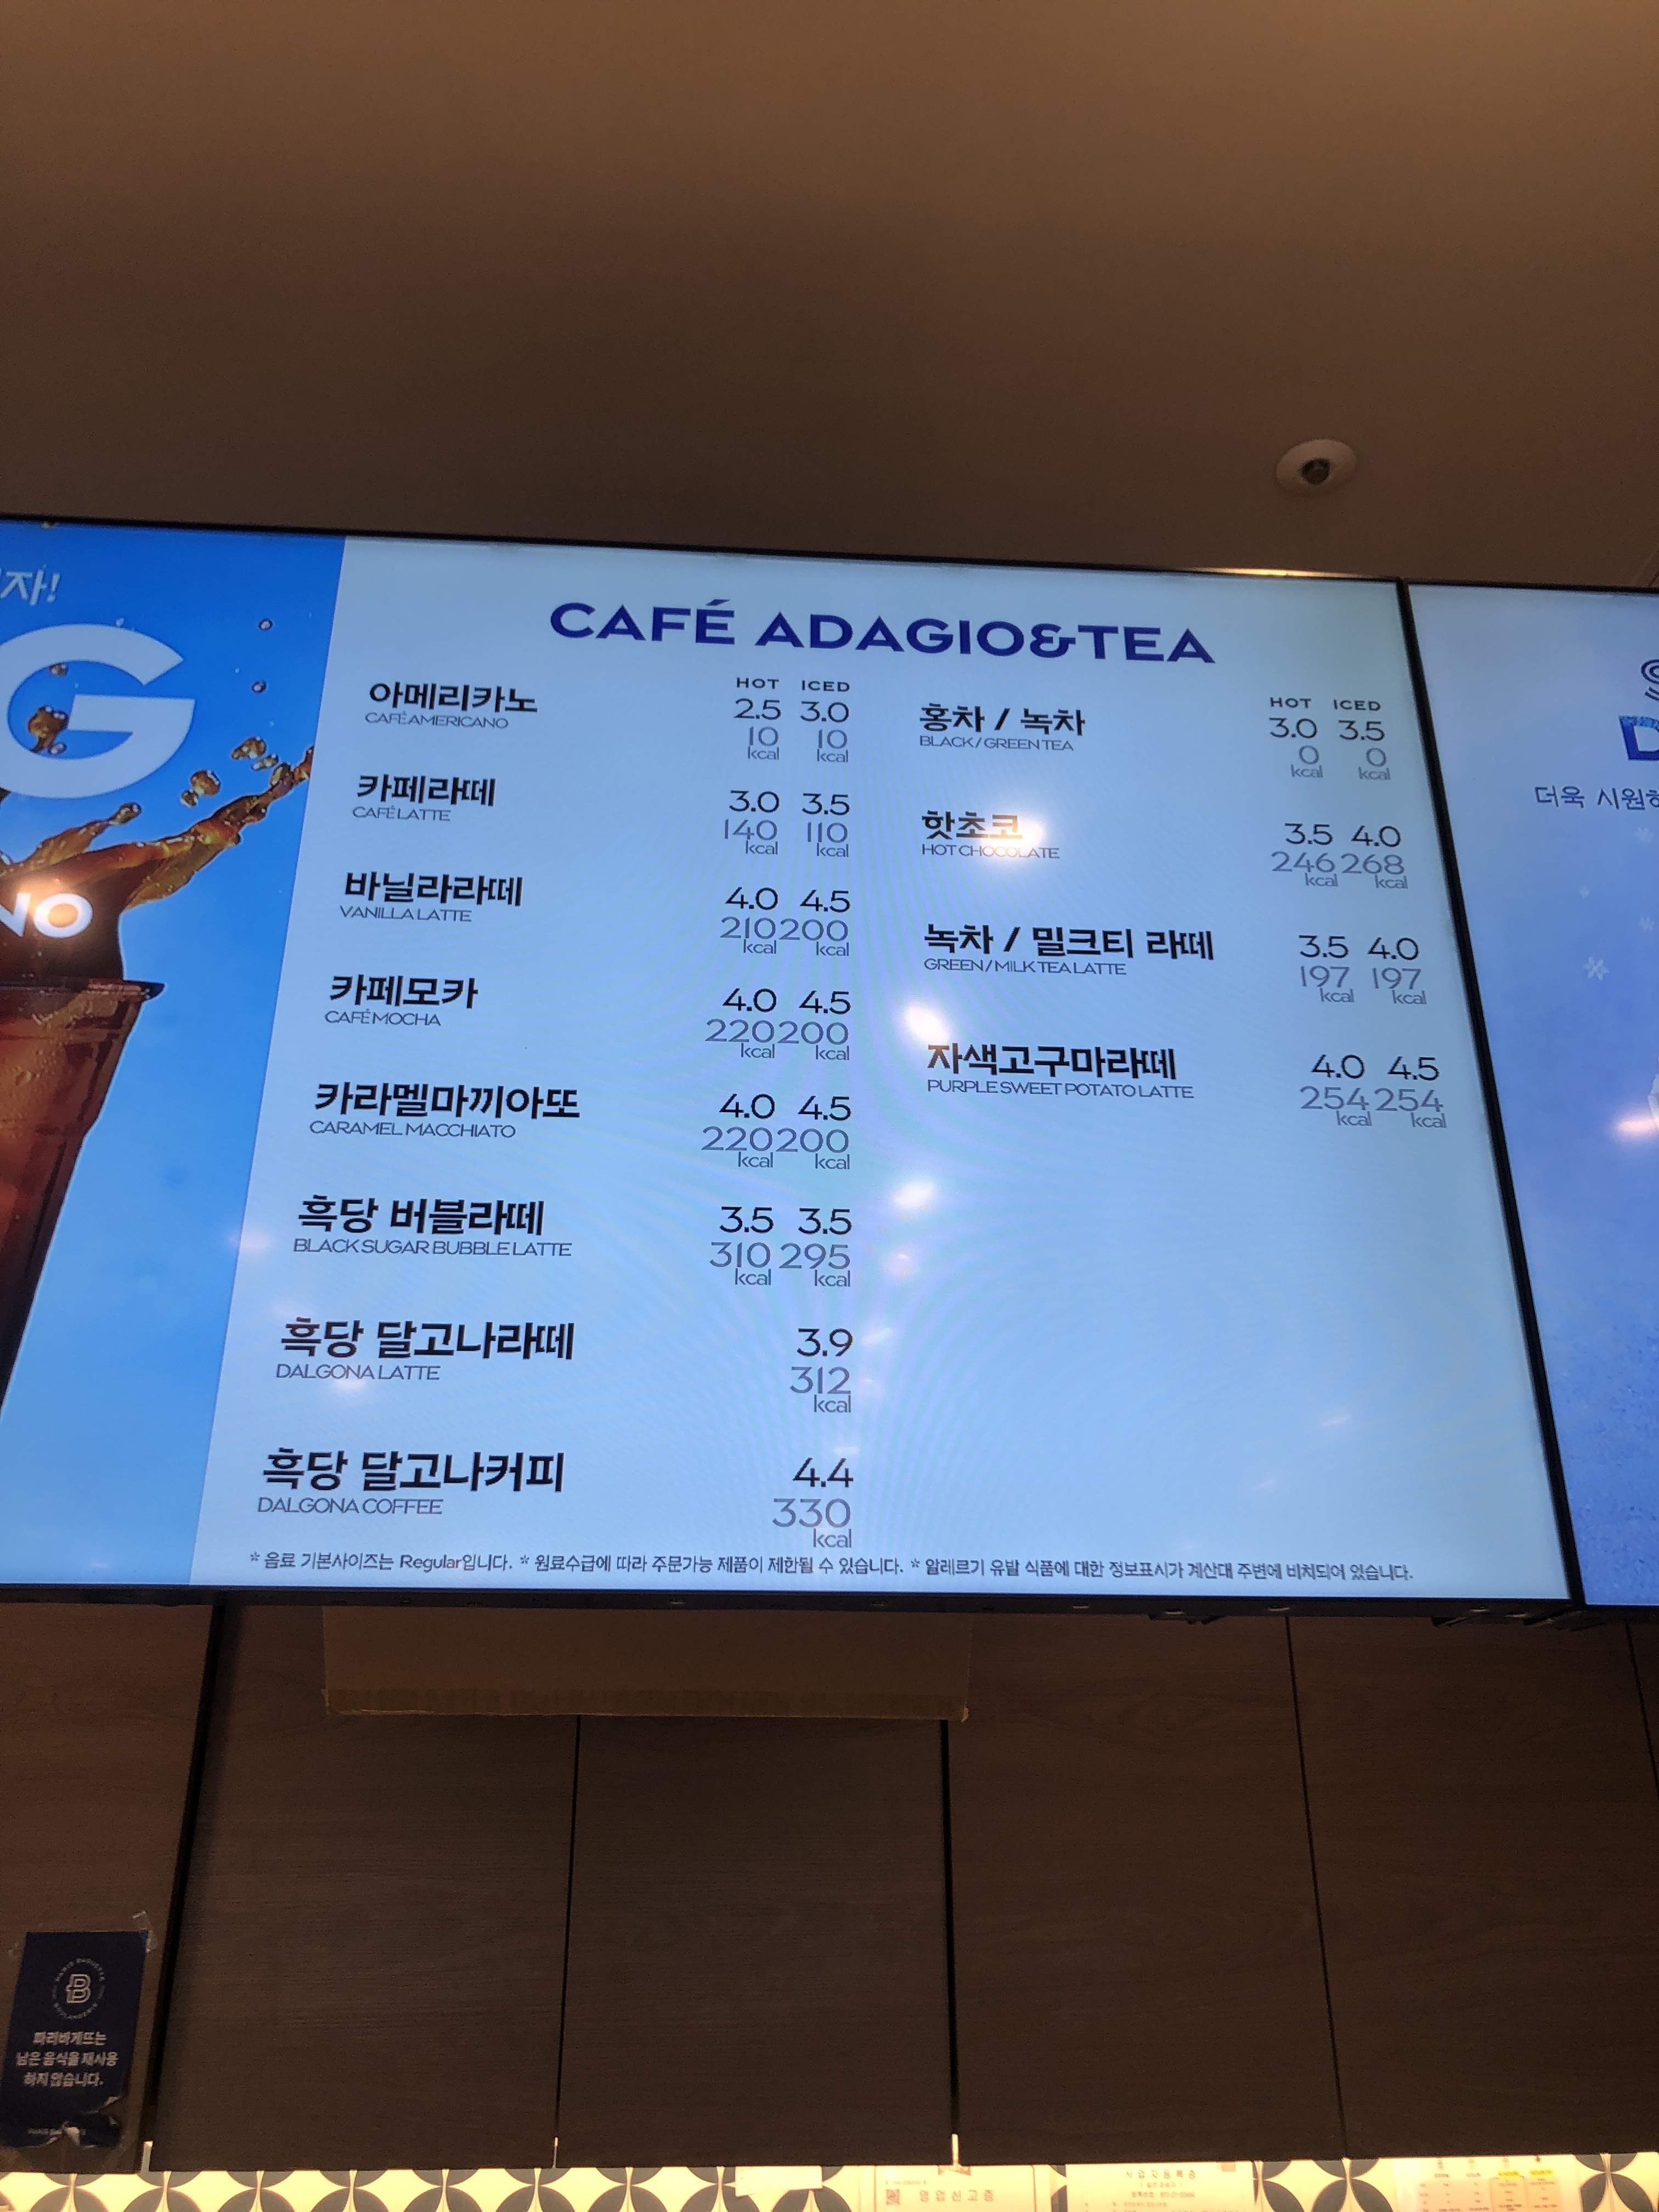 자!
G
NO
CAFÉ ADAGIO&TEA
HOT ICED
아메리카노 2.5 3.0
CAFÉ AMERICANO 10 kcal 10 kcal
카페라떼 3.0 3.5
CAFÉ LATTE 140 kcal 110 kcal
바닐라라떼 4.0 4.5
VANILLA LATTE 210 kcal 200 kcal
카페모카 4.0 4.5
CAFÉ MOCHA 220 kcal 200 kcal
카라멜마끼아또 4.0 4.5
CARAMEL MACCHIATO 220 kcal 200 kcal
흑당 버블라떼 3.5 3.5
BLACK SUGAR BUBBLE LATTE 310 kcal 295 kcal
흑당 달고나라떼 3.9
DALGONA LATTE 312 kcal
흑당 달고나커피 4.4
DALGONA COFFEE 330 kcal
HOT ICED
홍차 / 녹차 3.0 3.5
BLACK / GREEN TEA 0 kcal 0 kcal
핫초코 3.5 4.0
HOT CHOCOLATE 246 kcal 268 kcal
녹차 / 밀크티 라떼 3.5 4.0
GREEN / MILK TEA LATTE 197 kcal 197 kcal
자색고구마라떼 4.0 4.5
PURPLE SWEET POTATO LATTE 254 kcal 254 kcal
* 음료 기본사이즈는 Regular입니다. * 원료수급에 따라 주문가능 제품이 제한될 수 있습니다. * 알레르기 유발 식품에 대한 정보표시가 계산대 주변에 비치되어 있습니다.
더욱 시원하
파리바게뜨는
남은 음식을 재사용
하지 않습니다.
영업신고증
사업자등록증